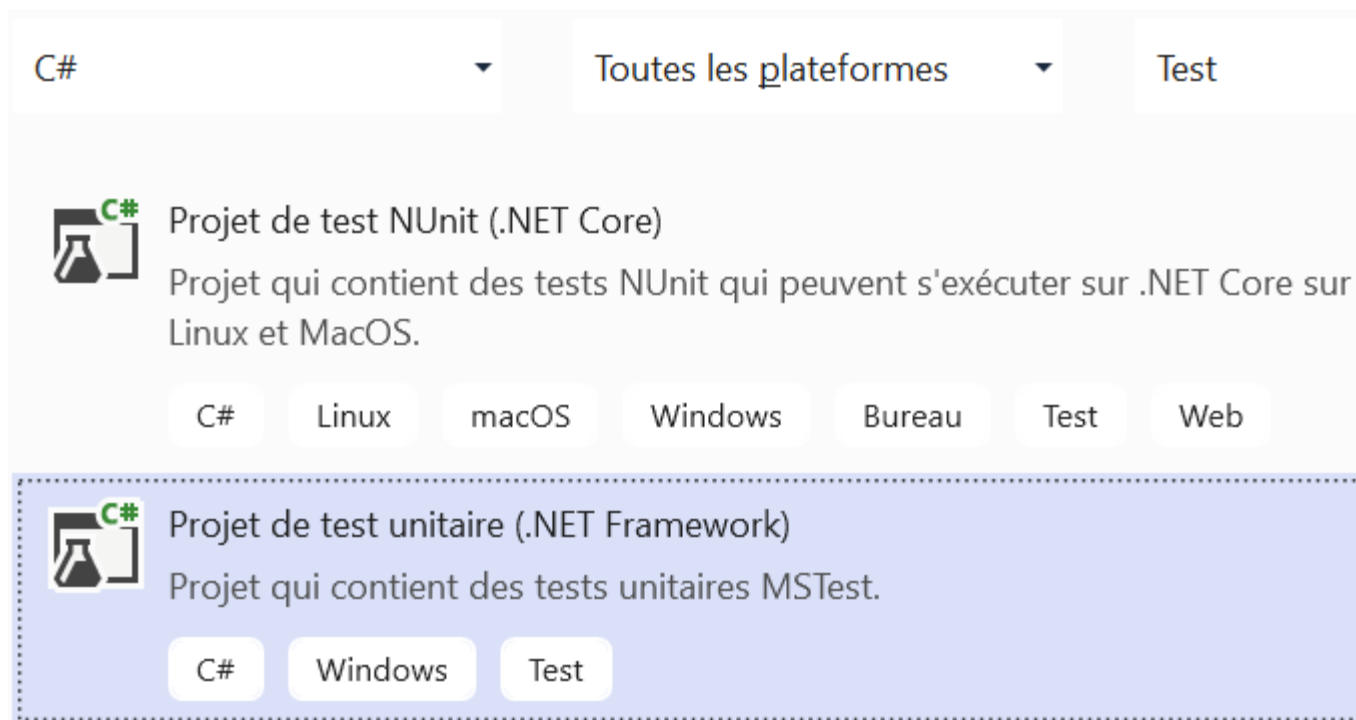 C# Toutes les plateformes Test
C#
Projet de test NUnit (.NET Core)
Projet qui contient des tests NUnit qui peuvent s'exécuter sur .NET Core sur
Linux et MacOS.
C# Linux macOS Windows Bureau Test Web
C#
Projet de test unitaire (.NET Framework)
Projet qui contient des tests unitaires MSTest.
C# Windows Test